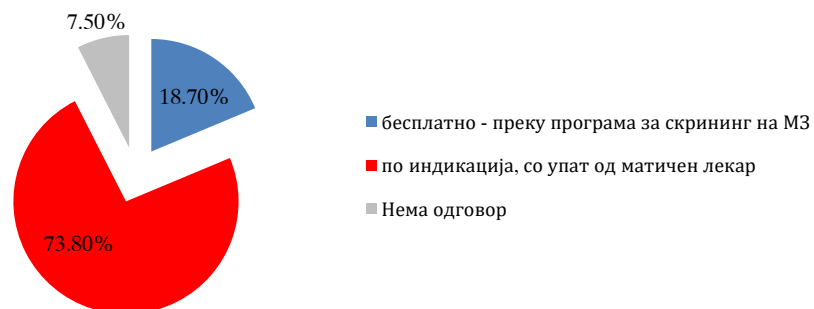 7.50%
18.70%
73.80%
бесплатно - преку програма за скрининг на МЗ
по индикација, со упат од матичен лекар
Нема одговор